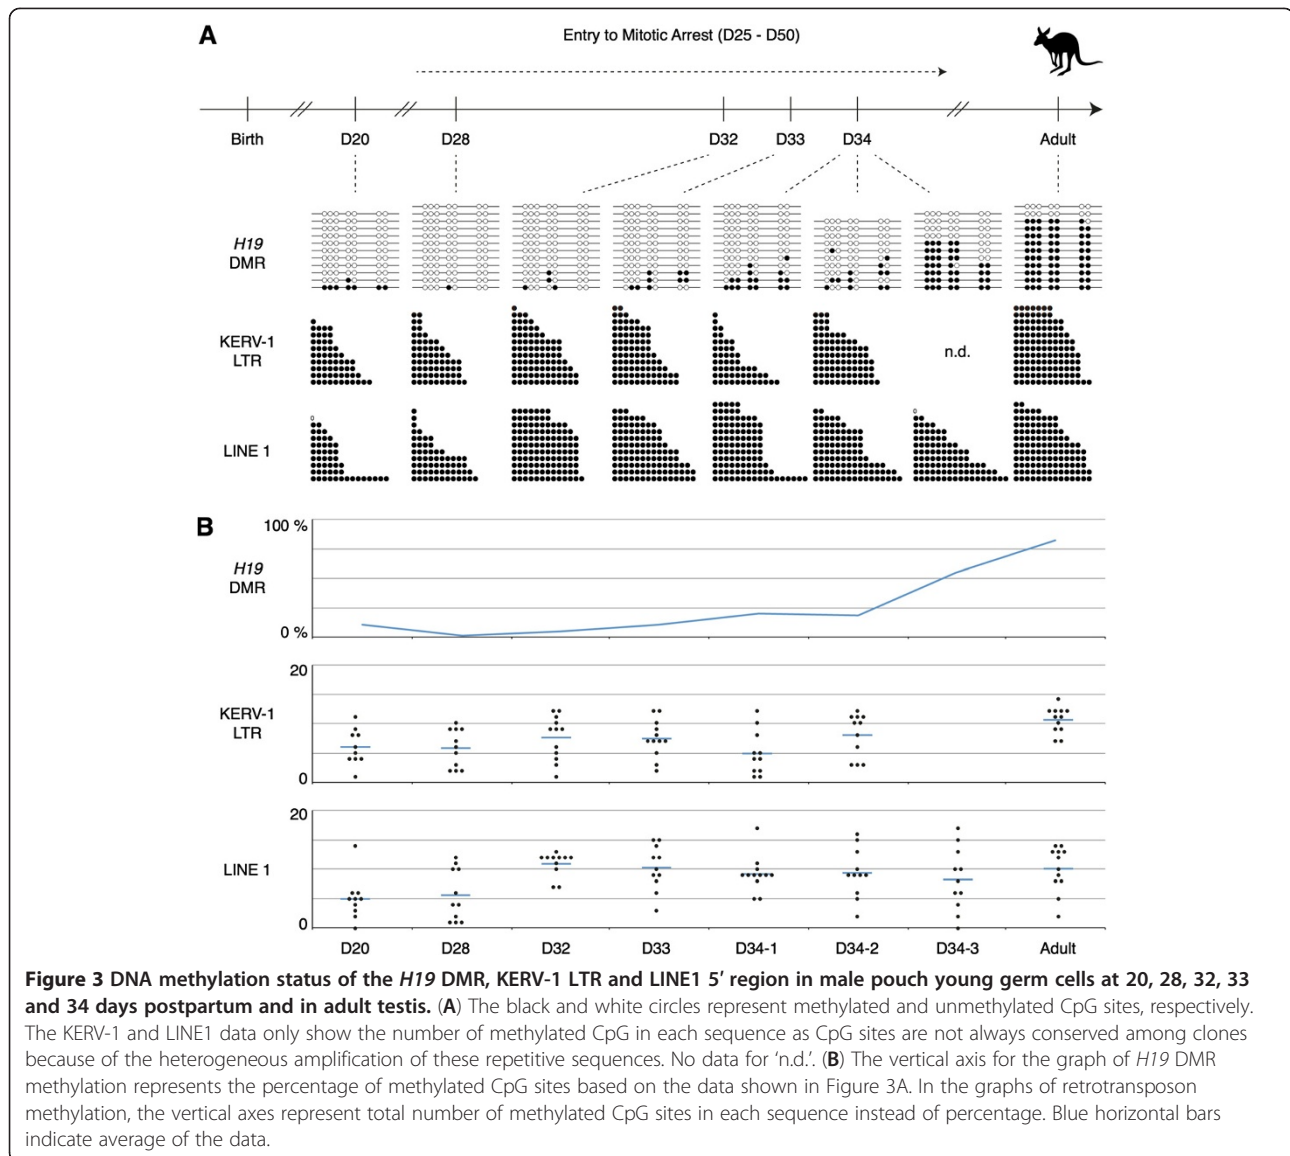 A
Entry to Mitotic Arrest (D25 - D50)
Birth D20 D28 D32 D33 D34 Adult
H19
DMR
KERV-1
LTR
n.d.
LINE 1
B
100 %
H19
DMR
0 %
20
KERV-1
LTR
0
20
LINE 1
0
D20 D28 D32 D33 D34-1 D34-2 D34-3 Adult
Figure 3 DNA methylation status of the H19 DMR, KERV-1 LTR and LINE1 5′ region in male pouch young germ cells at 20, 28, 32, 33
and 34 days postpartum and in adult testis. (A) The black and white circles represent methylated and unmethylated CpG sites, respectively.
The KERV-1 and LINE1 data only show the number of methylated CpG in each sequence as CpG sites are not always conserved among clones
because of the heterogeneous amplification of these repetitive sequences. No data for ‘n.d.’. (B) The vertical axis for the graph of H19 DMR
methylation represents the percentage of methylated CpG sites based on the data shown in Figure 3A. In the graphs of retrotransposon
methylation, the vertical axes represent total number of methylated CpG sites in each sequence instead of percentage. Blue horizontal bars
indicate average of the data.